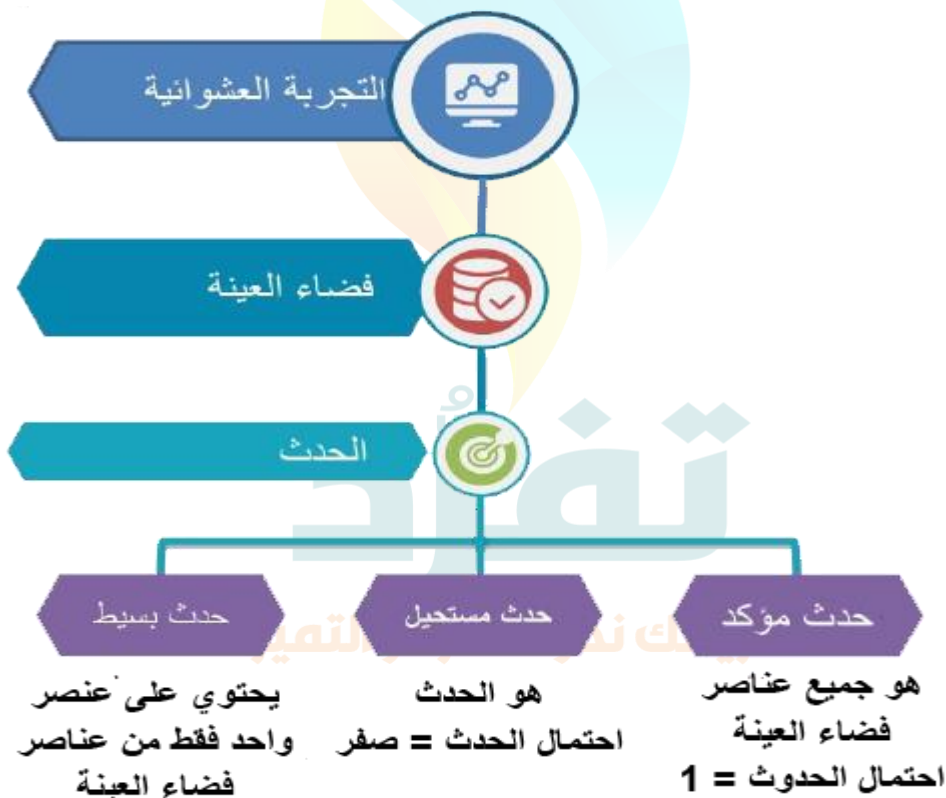 التجربة العشوائية
فضاء العينة
الحدث
تفرُّد
حدث مؤكد
حدث مستحيل
حدث بسيط
هو جميع عناصر
فضاء العينة
احتمال الحدوث = 1
هو الحدث
احتمال الحدث = صفر
يحتوي على عنصر
واحد فقط من عناصر
فضاء العينة